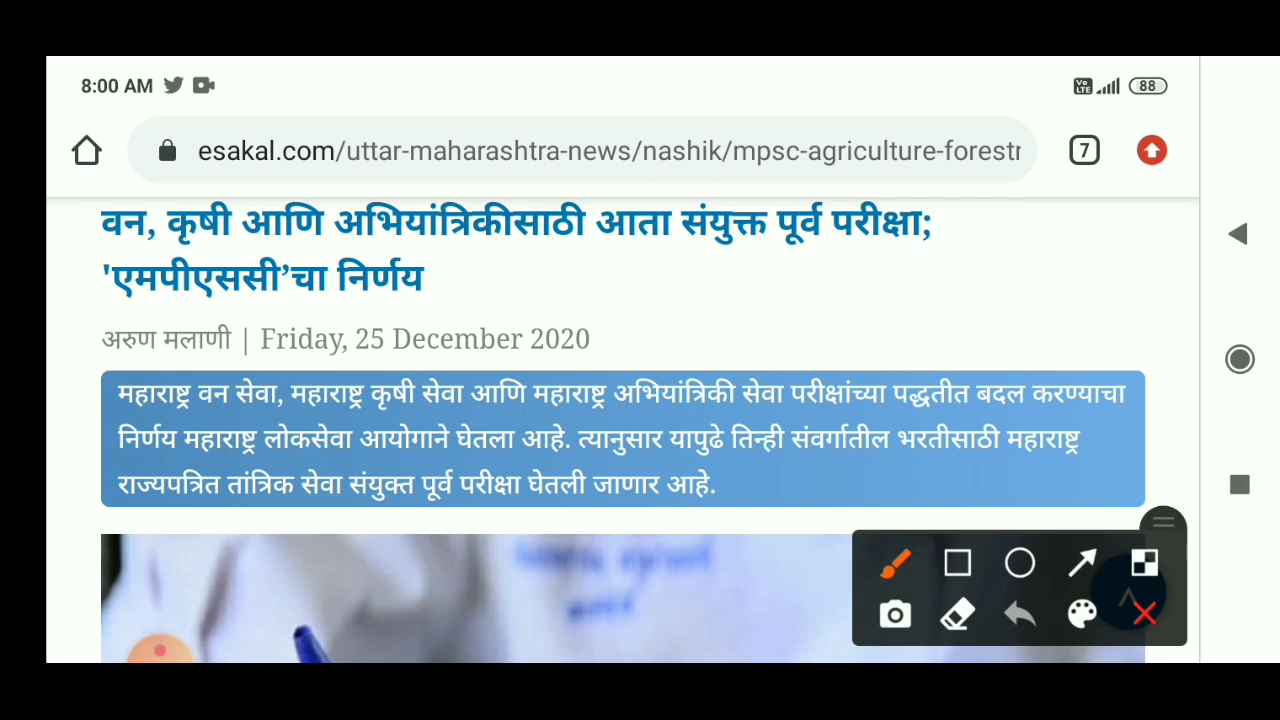 8:00 AM
Vo LTE
88
esakal.com/uttar-maharashtra-news/nashik/mpsc-agriculture-forestr
7
वन, कृषी आणि अभियांत्रिकीसाठी आता संयुक्त पूर्व परीक्षा;
'एमपीएससी’चा निर्णय
अरुण मलाणी | Friday, 25 December 2020
महाराष्ट्र वन सेवा, महाराष्ट्र कृषी सेवा आणि महाराष्ट्र अभियांत्रिकी सेवा परीक्षांच्या पद्धतीत बदल करण्याचा
निर्णय महाराष्ट्र लोकसेवा आयोगाने घेतला आहे. त्यानुसार यापुढे तिन्ही संवर्गातील भरतीसाठी महाराष्ट्र
राज्यपत्रित तांत्रिक सेवा संयुक्त पूर्व परीक्षा घेतली जाणार आहे.